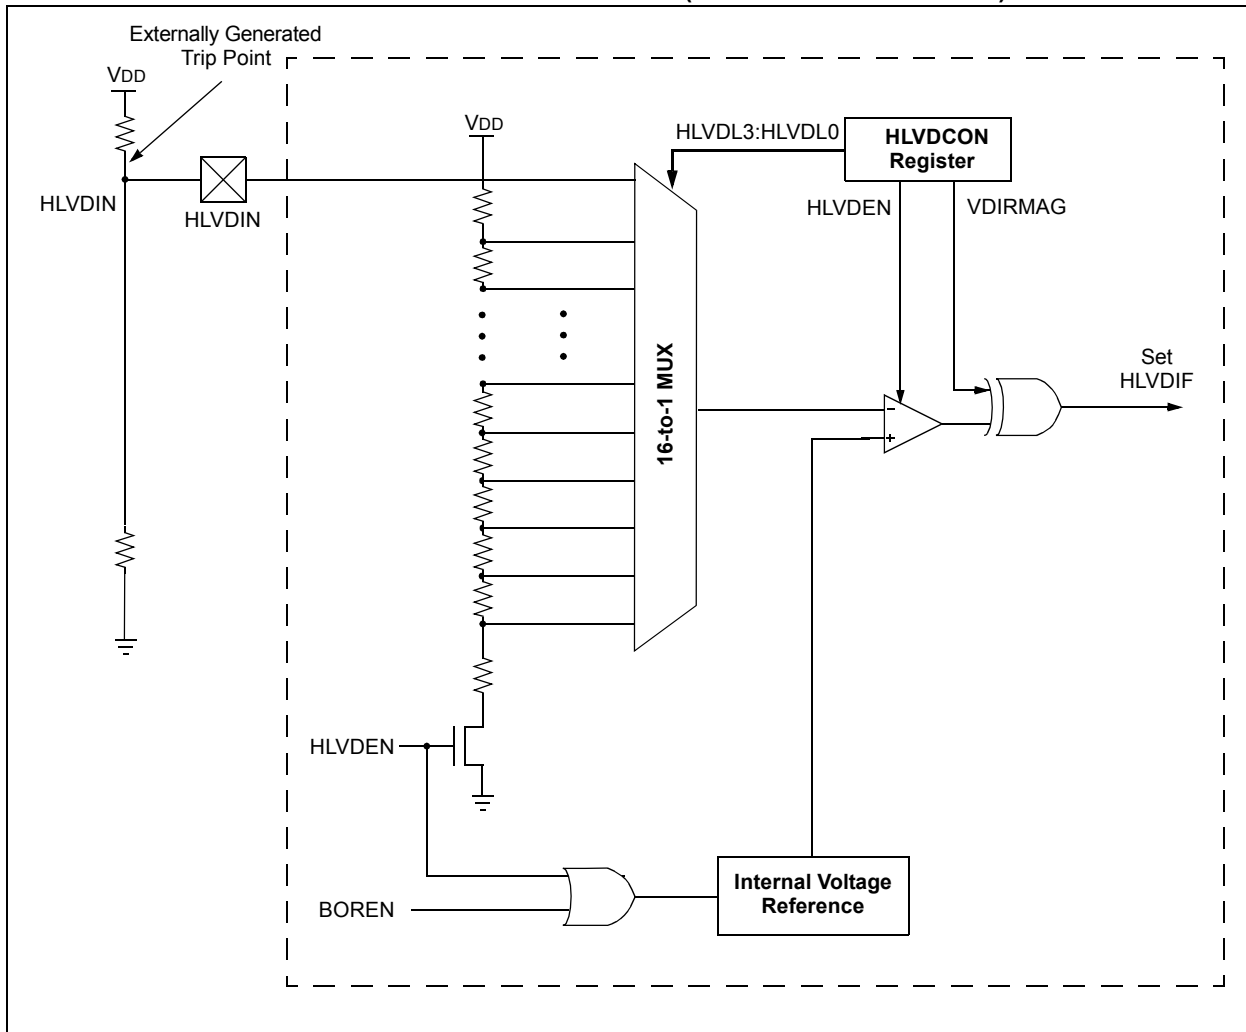 Externally Generated
Trip Point
VDD
VDD
HLVDL3:HLVDL0
HLVDCON
Register
HLVDIN
HLVDIN
HLVDEN
VDIRMAG
16-to-1 MUX
-
+
Set
HLVDIF
HLVDEN
BOREN
Internal Voltage
Reference